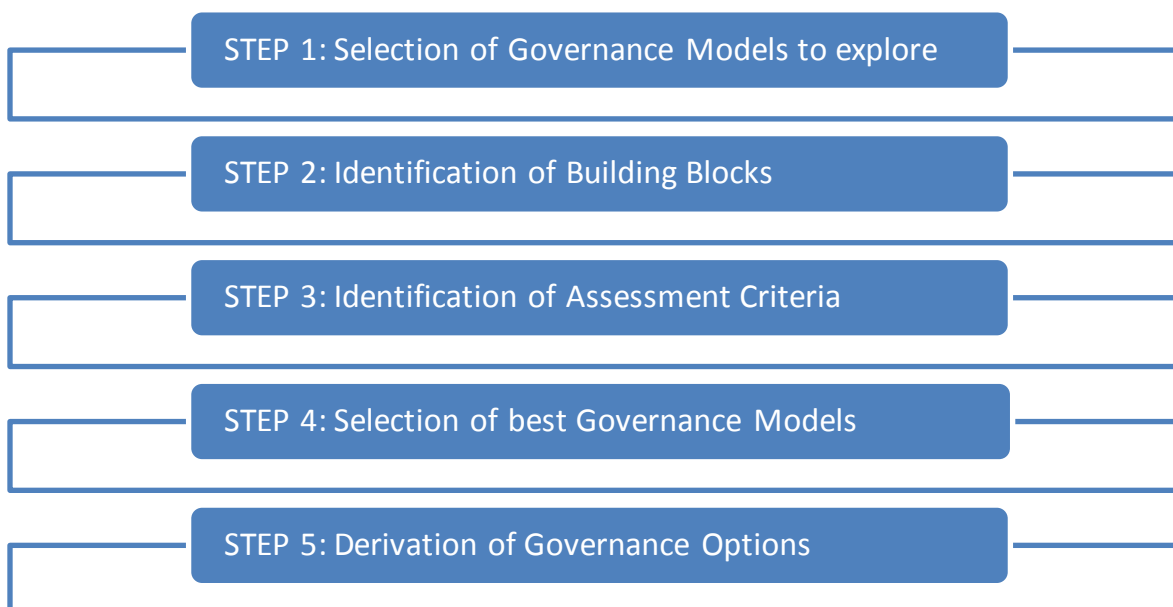 STEP 1: Selection of Governance Models to explore
STEP 2: Identification of Building Blocks
STEP 3: Identification of Assessment Criteria
STEP 4: Selection of best Governance Models
STEP 5: Derivation of Governance Options